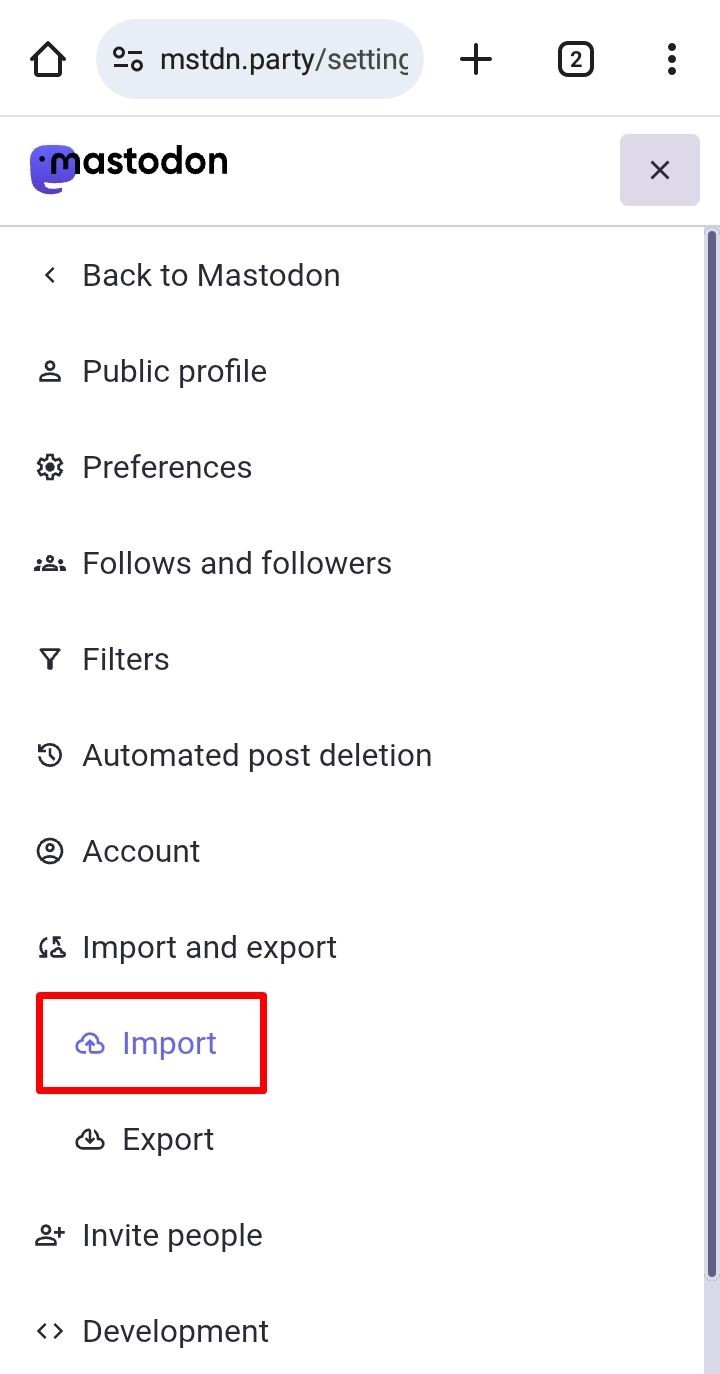 2
mstdn.party/setting
mastodon
Back to Mastodon
Public profile
Preferences
Follows and followers
Filters
Automated post deletion
Account
Import and export
Import
Export
Invite people
Development